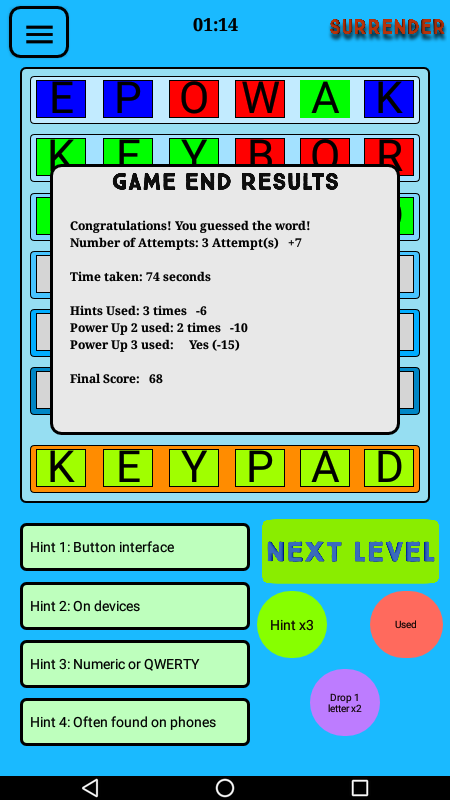 01:14
SURRENDER
E P O W A K
K E Y B O R
GAME END RESULTS
Congratulations! You guessed the word!
Number of Attempts: 3 Attempt(s) +7
Time taken: 74 seconds
Hints Used: 3 times -6
Power Up 2 used: 2 times -10
Power Up 3 used: Yes (-15)
Final Score: 68
K E Y P A D
Hint 1: Button interface
NEXT LEVEL
Hint 2: On devices
Hint x3
Used
Hint 3: Numeric or QWERTY
Drop 1
letter x2
Hint 4: Often found on phones